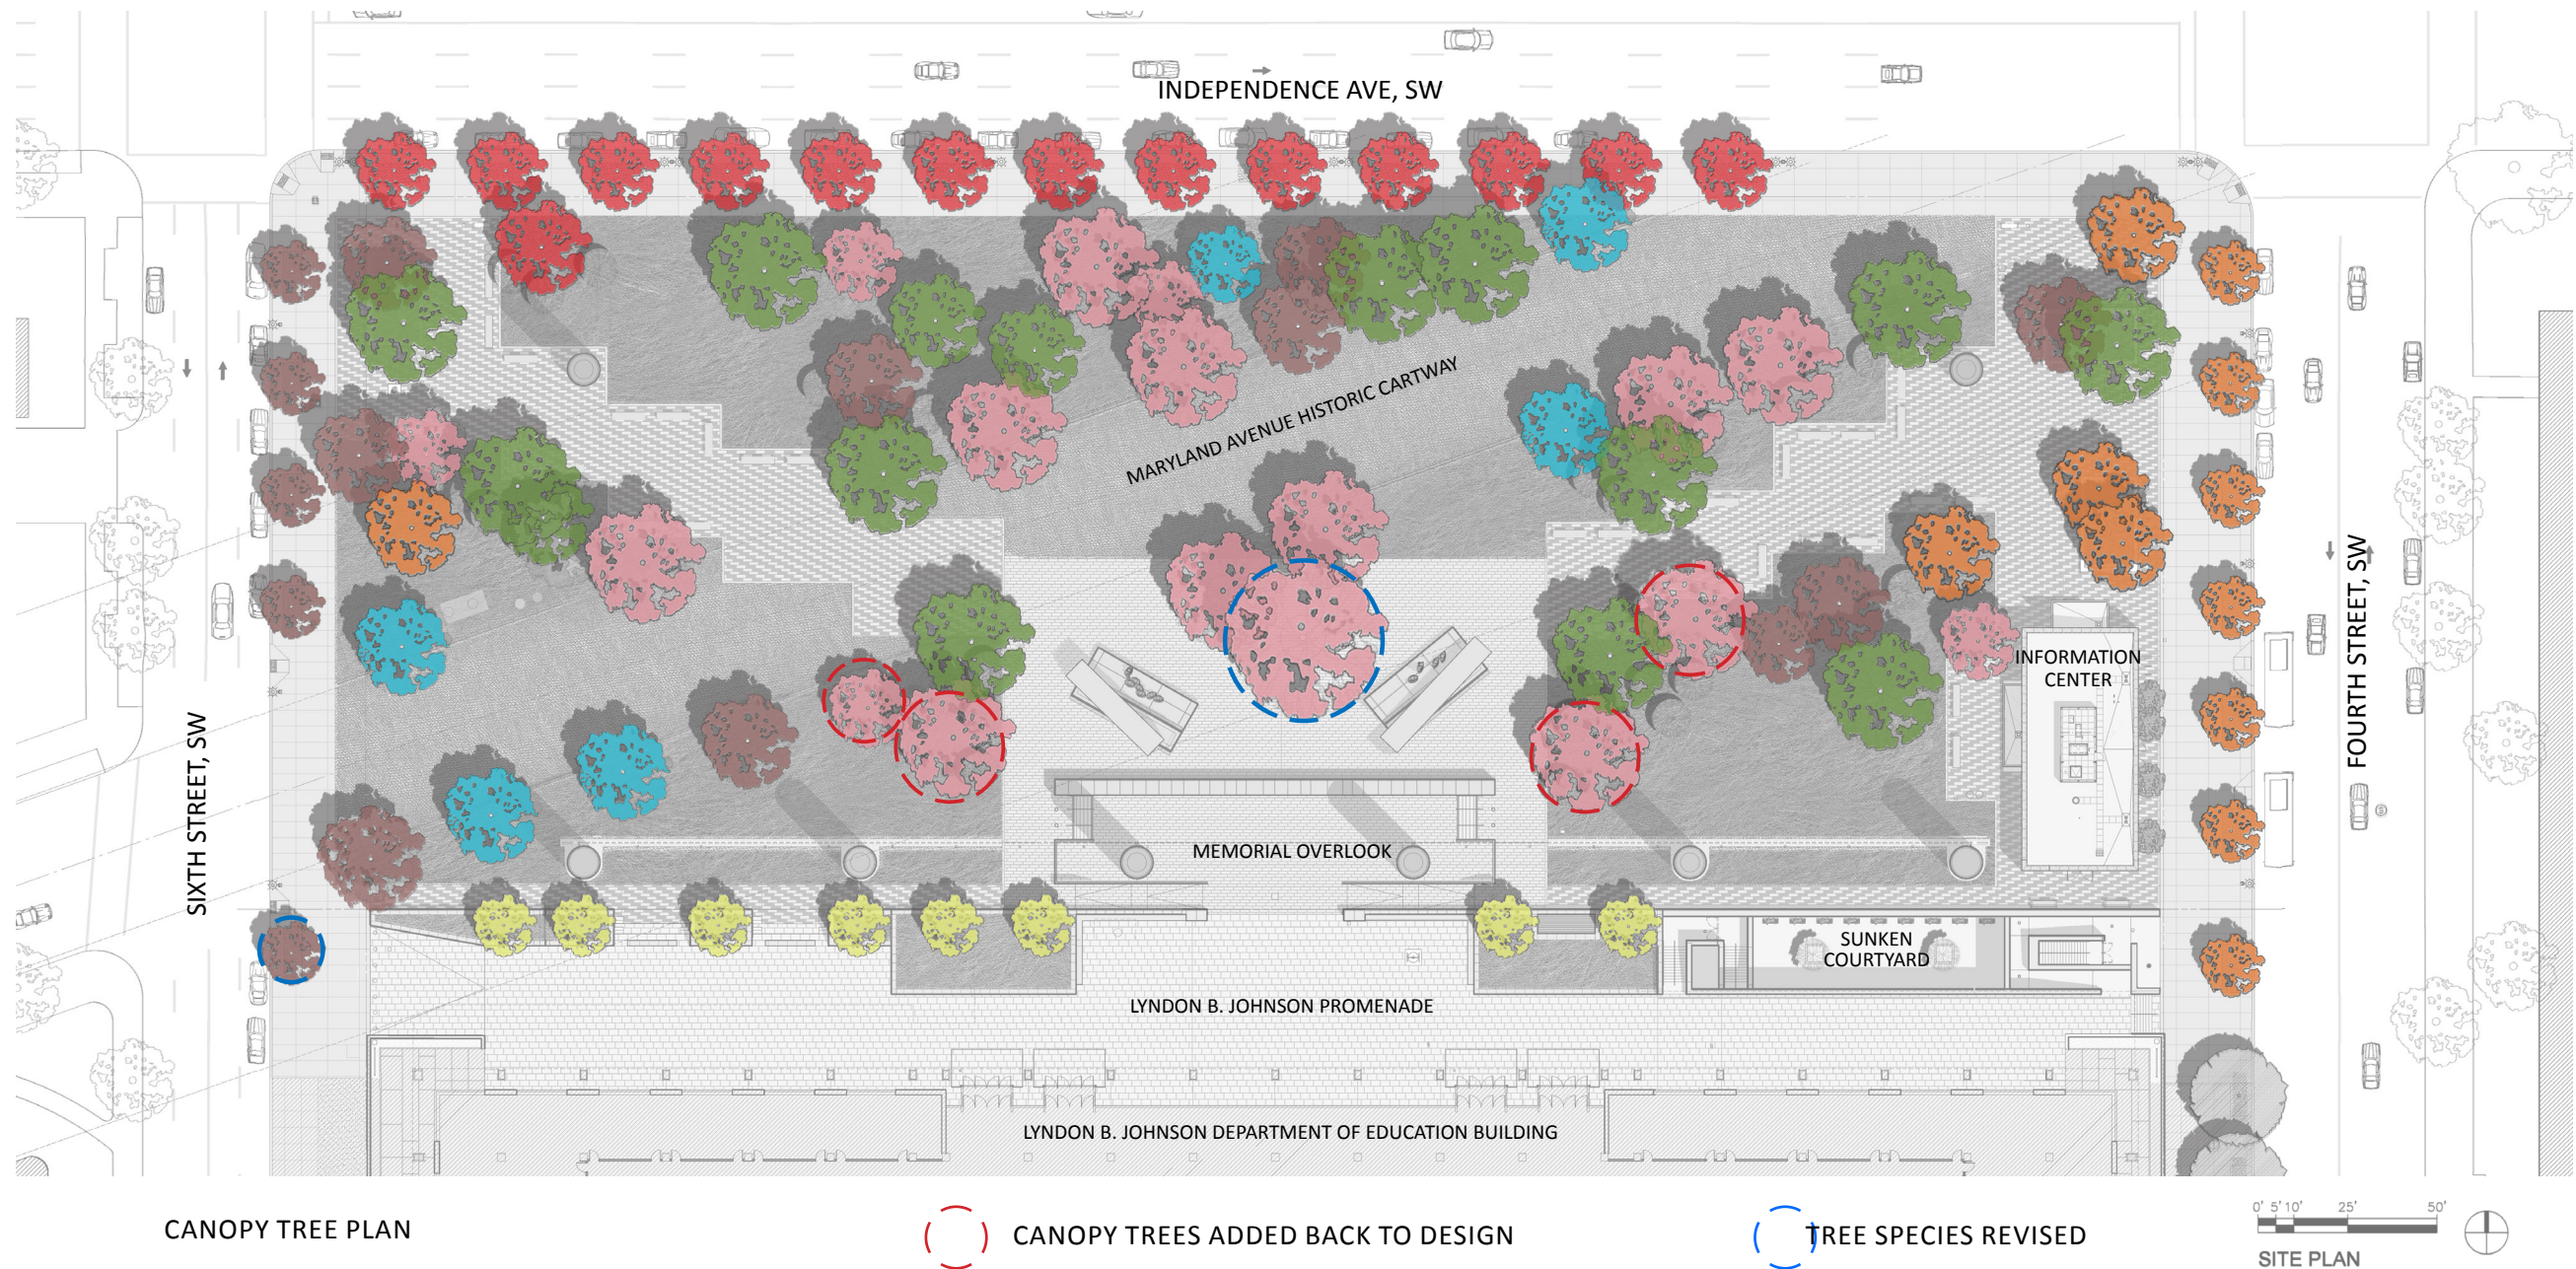 INDEPENDENCE AVE, SW
MARYLAND AVENUE HISTORIC CARTWAY
SIXTH STREET, SW
FOURTH STREET, SW
INFORMATION
CENTER
MEMORIAL OVERLOOK
SUNKEN
COURTYARD
LYNDON B. JOHNSON PROMENADE
LYNDON B. JOHNSON DEPARTMENT OF EDUCATION BUILDING
CANOPY TREE PLAN
CANOPY TREES ADDED BACK TO DESIGN
TREE SPECIES REVISED
0' 5' 10' 25' 50'
SITE PLAN